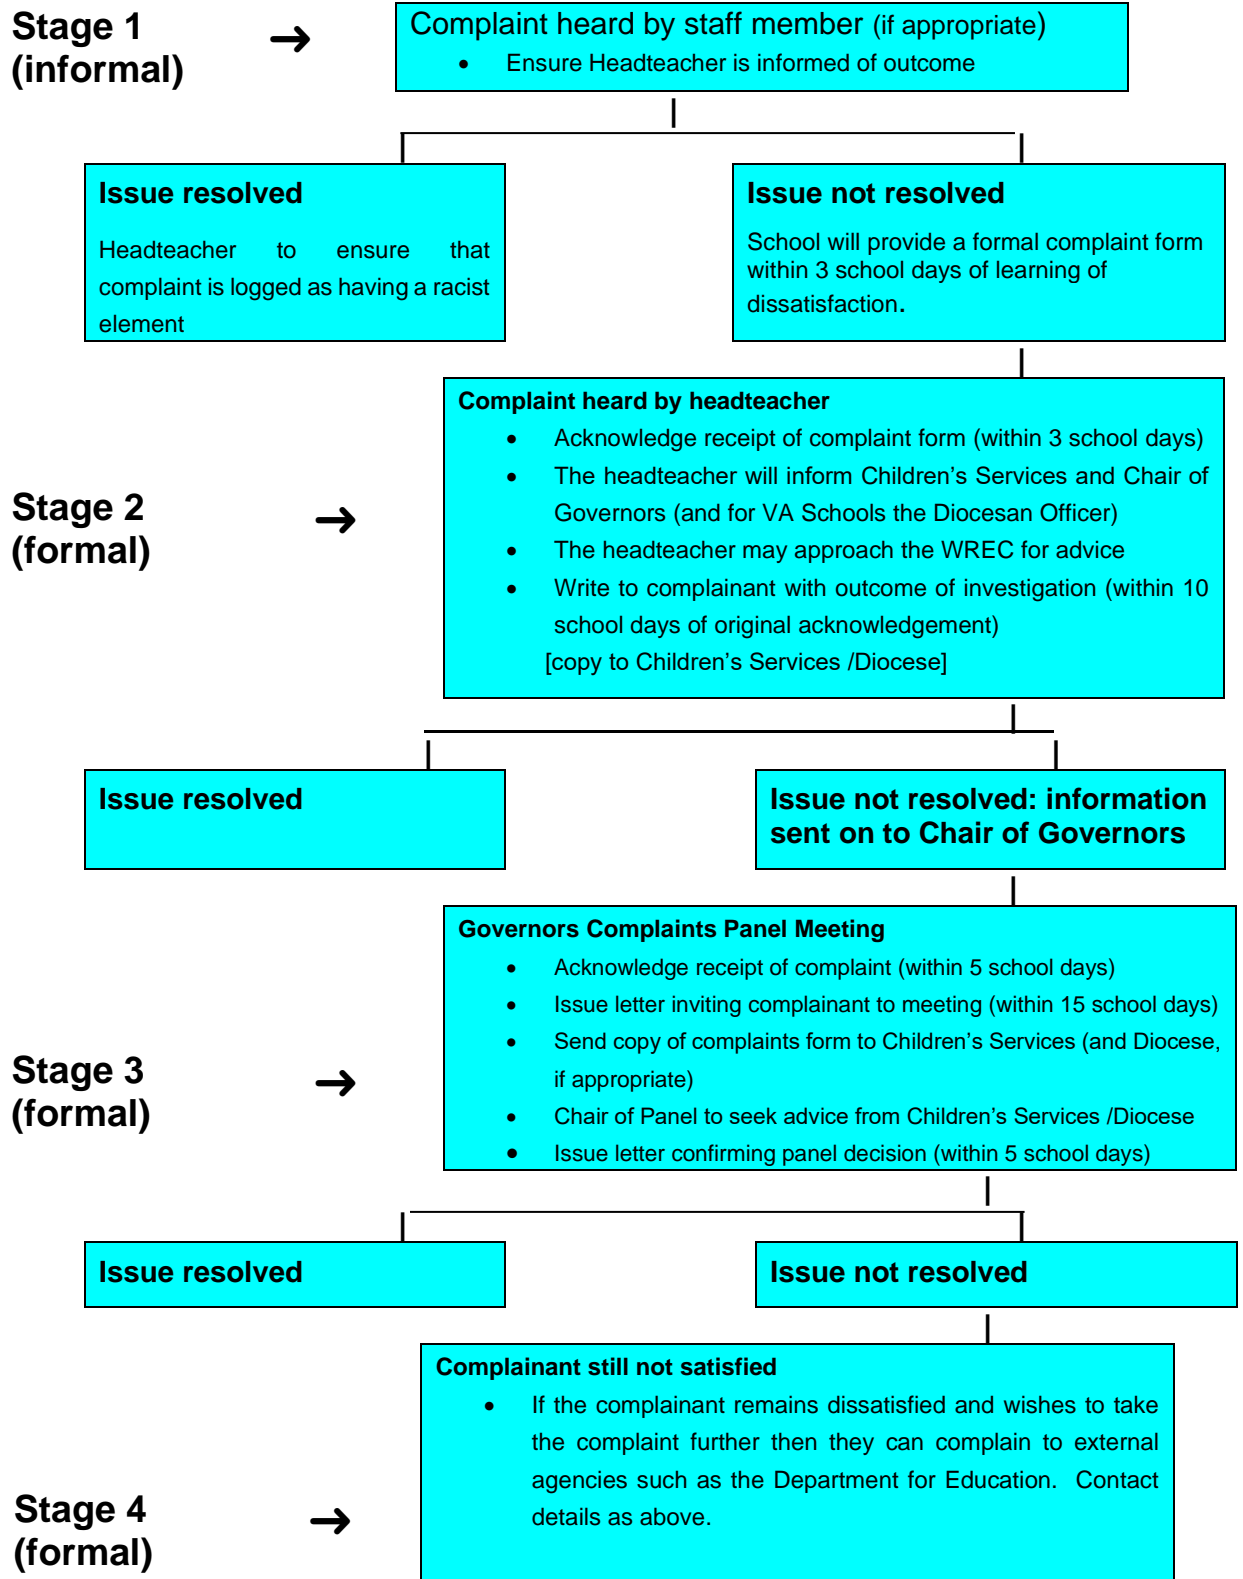 Stage 1
(informal)
→
Complaint heard by staff member (if appropriate)
• Ensure Headteacher is informed of outcome
Issue resolved
Headteacher to ensure that
complaint is logged as having a racist
element
Issue not resolved
School will provide a formal complaint form
within 3 school days of learning of
dissatisfaction.
Stage 2
(formal)
→
Complaint heard by headteacher
• Acknowledge receipt of complaint form (within 3 school days)
• The headteacher will inform Children’s Services and Chair of
Governors (and for VA Schools the Diocesan Officer)
• The headteacher may approach the WREC for advice
• Write to complainant with outcome of investigation (within 10
school days of original acknowledgement)
[copy to Children’s Services /Diocese]
Issue resolved
Issue not resolved: information
sent on to Chair of Governors
Stage 3
(formal)
→
Governors Complaints Panel Meeting
• Acknowledge receipt of complaint (within 5 school days)
• Issue letter inviting complainant to meeting (within 15 school days)
• Send copy of complaints form to Children’s Services (and Diocese,
if appropriate)
• Chair of Panel to seek advice from Children’s Services /Diocese
• Issue letter confirming panel decision (within 5 school days)
Issue resolved
Issue not resolved
Stage 4
(formal)
→
Complainant still not satisfied
• If the complainant remains dissatisfied and wishes to take
the complaint further then they can complain to external
agencies such as the Department for Education. Contact
details as above.